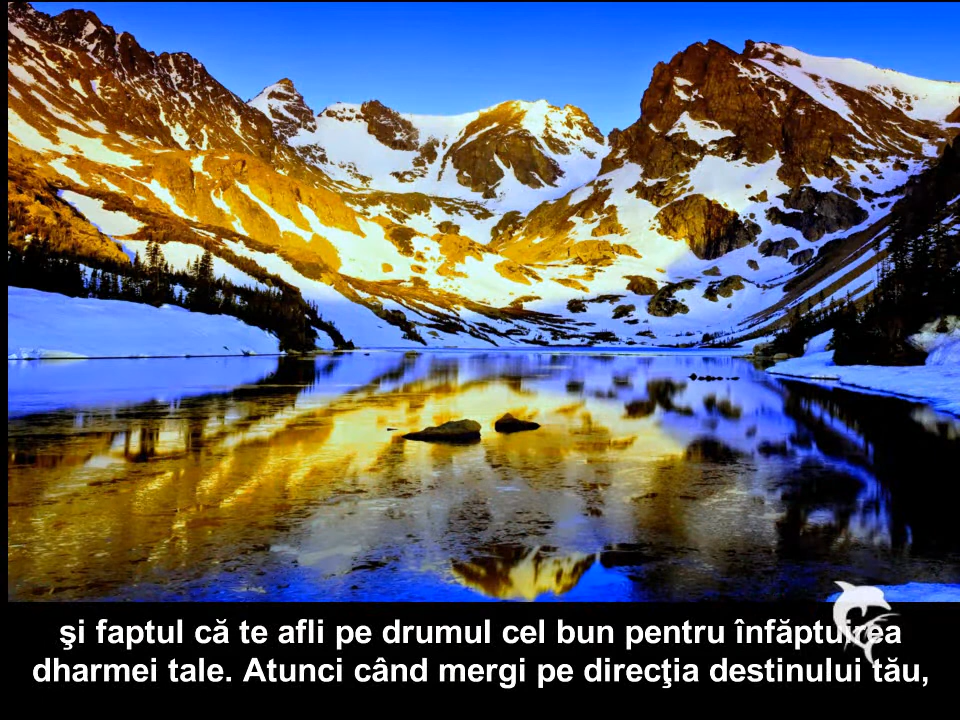 şi faptul că te afli pe drumul cel bun pentru înfăptuirea
dharmei tale. Atunci când mergi pe direcţia destinului tău,